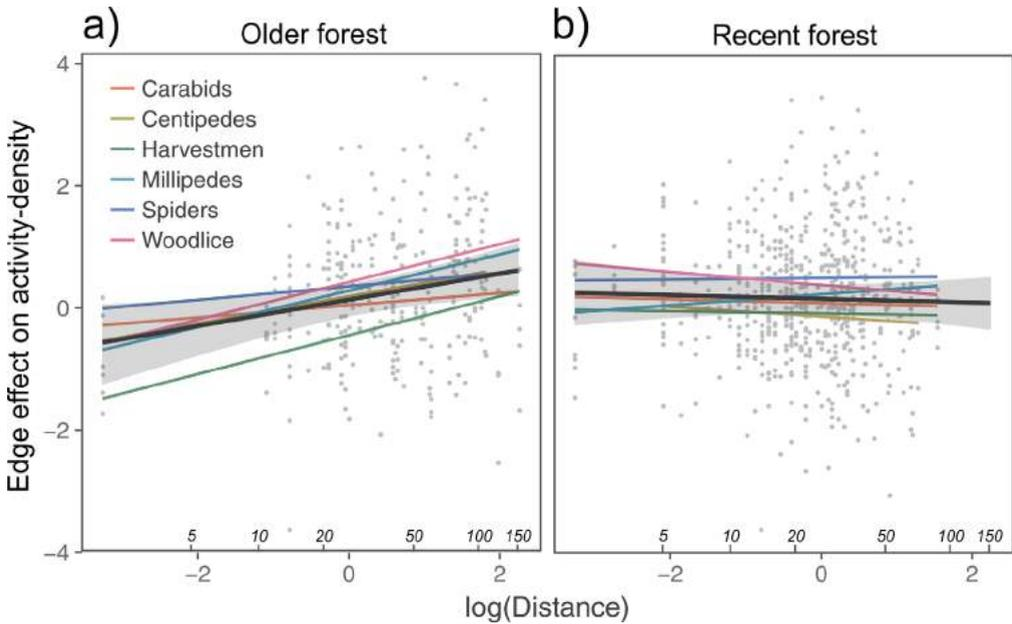 a) Older forest
b) Recent forest
Edge effect on activity-density
4
2
0
−2
−4
Carabids
Centipedes
Harvestmen
Millipedes
Spiders
Woodlice
5 10 20 50 100 150
−2 0 2
5 10 20 50 100 150
−2 0 2
log(Distance)